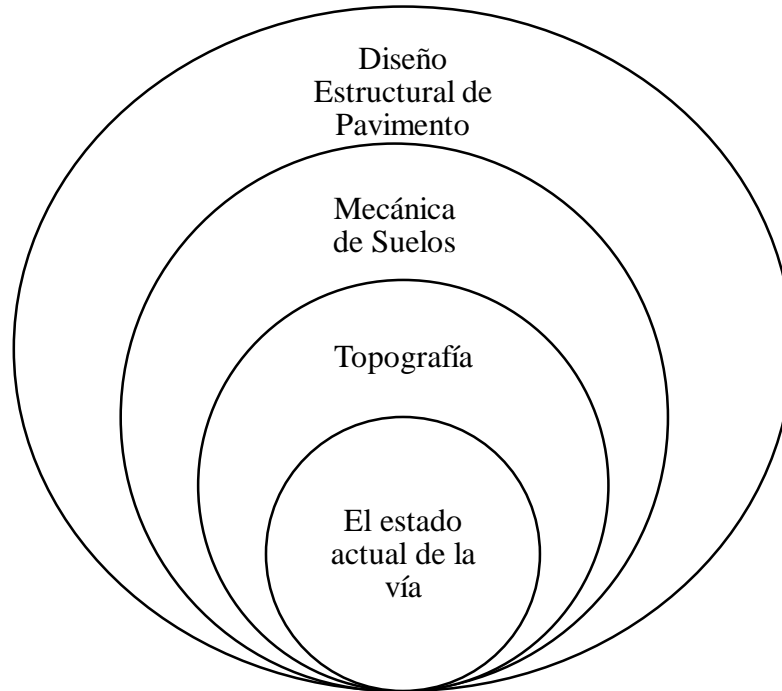 Diseño
Estructural de
Pavimento
Mecánica
de Suelos
Topografía
El estado
actual de la
vía